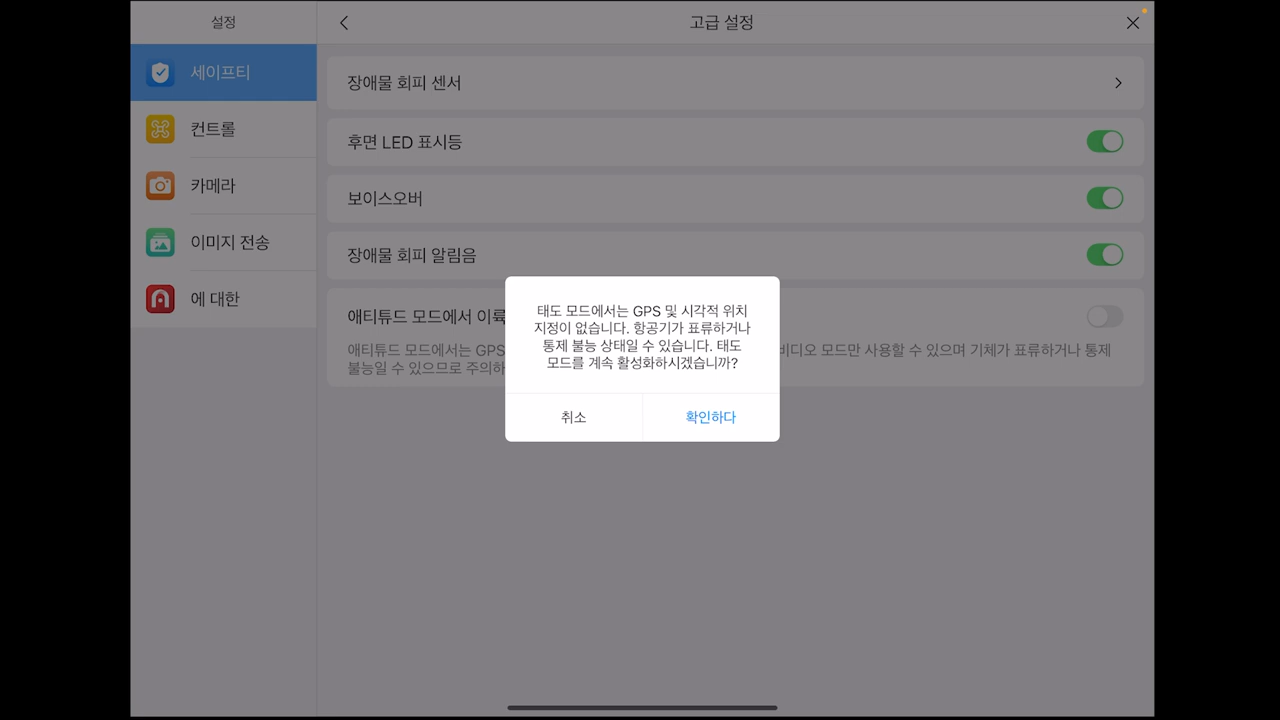 설정
고급 설정
세이프티
컨트롤
카메라
이미지 전송
에 대한
장애물 회피 센서
후면 LED 표시등
보이스오버
장애물 회피 알림음
애티튜드 모드에서 이륙
애티튜드 모드에서는 GPS
비디오 모드만 사용할 수 있으며 기체가 표류하거나 통제
불능일 수 있으므로 주의하
태도 모드에서는 GPS 및 시각적 위치
지정이 없습니다. 항공기가 표류하거나
통제 불능 상태일 수 있습니다. 태도
모드를 계속 활성화하시겠습니까?
취소
확인하다